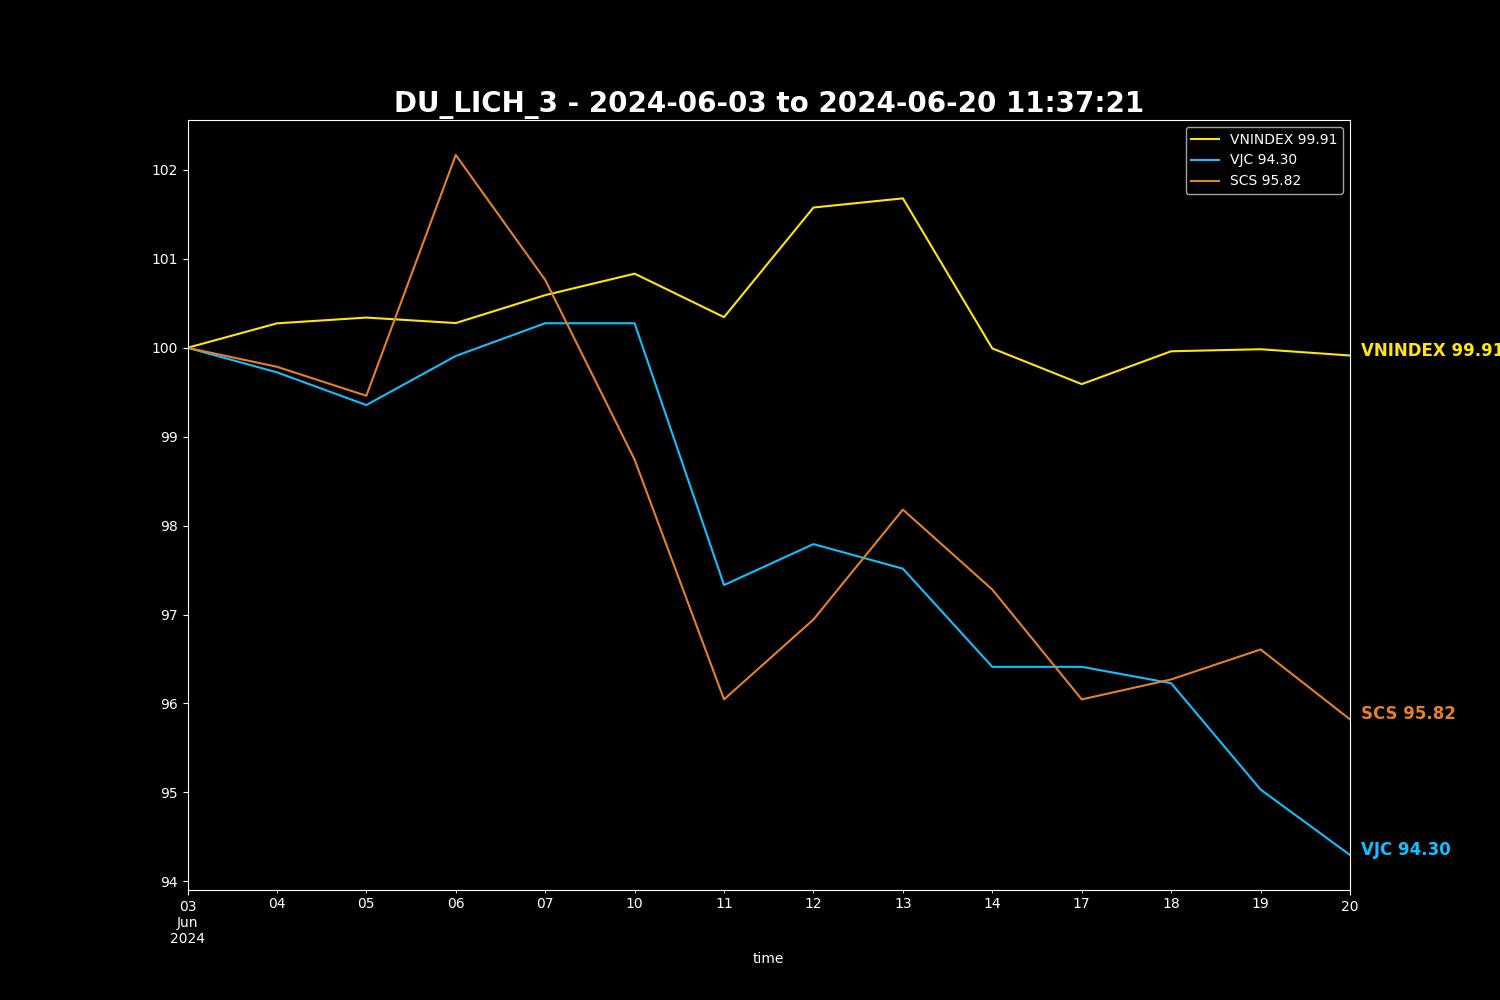 DU_LICH_3 - 2024-06-03 to 2024-06-20 11:37:21
VNINDEX 99.91
VJC 94.30
SCS 95.82
102
101
100
99
98
97
96
95
94
VNINDEX 99.91
SCS 95.82
VJC 94.30
03 04 05 06 07 10 11 12 13 14 17 18 19 20
Jun
2024
time